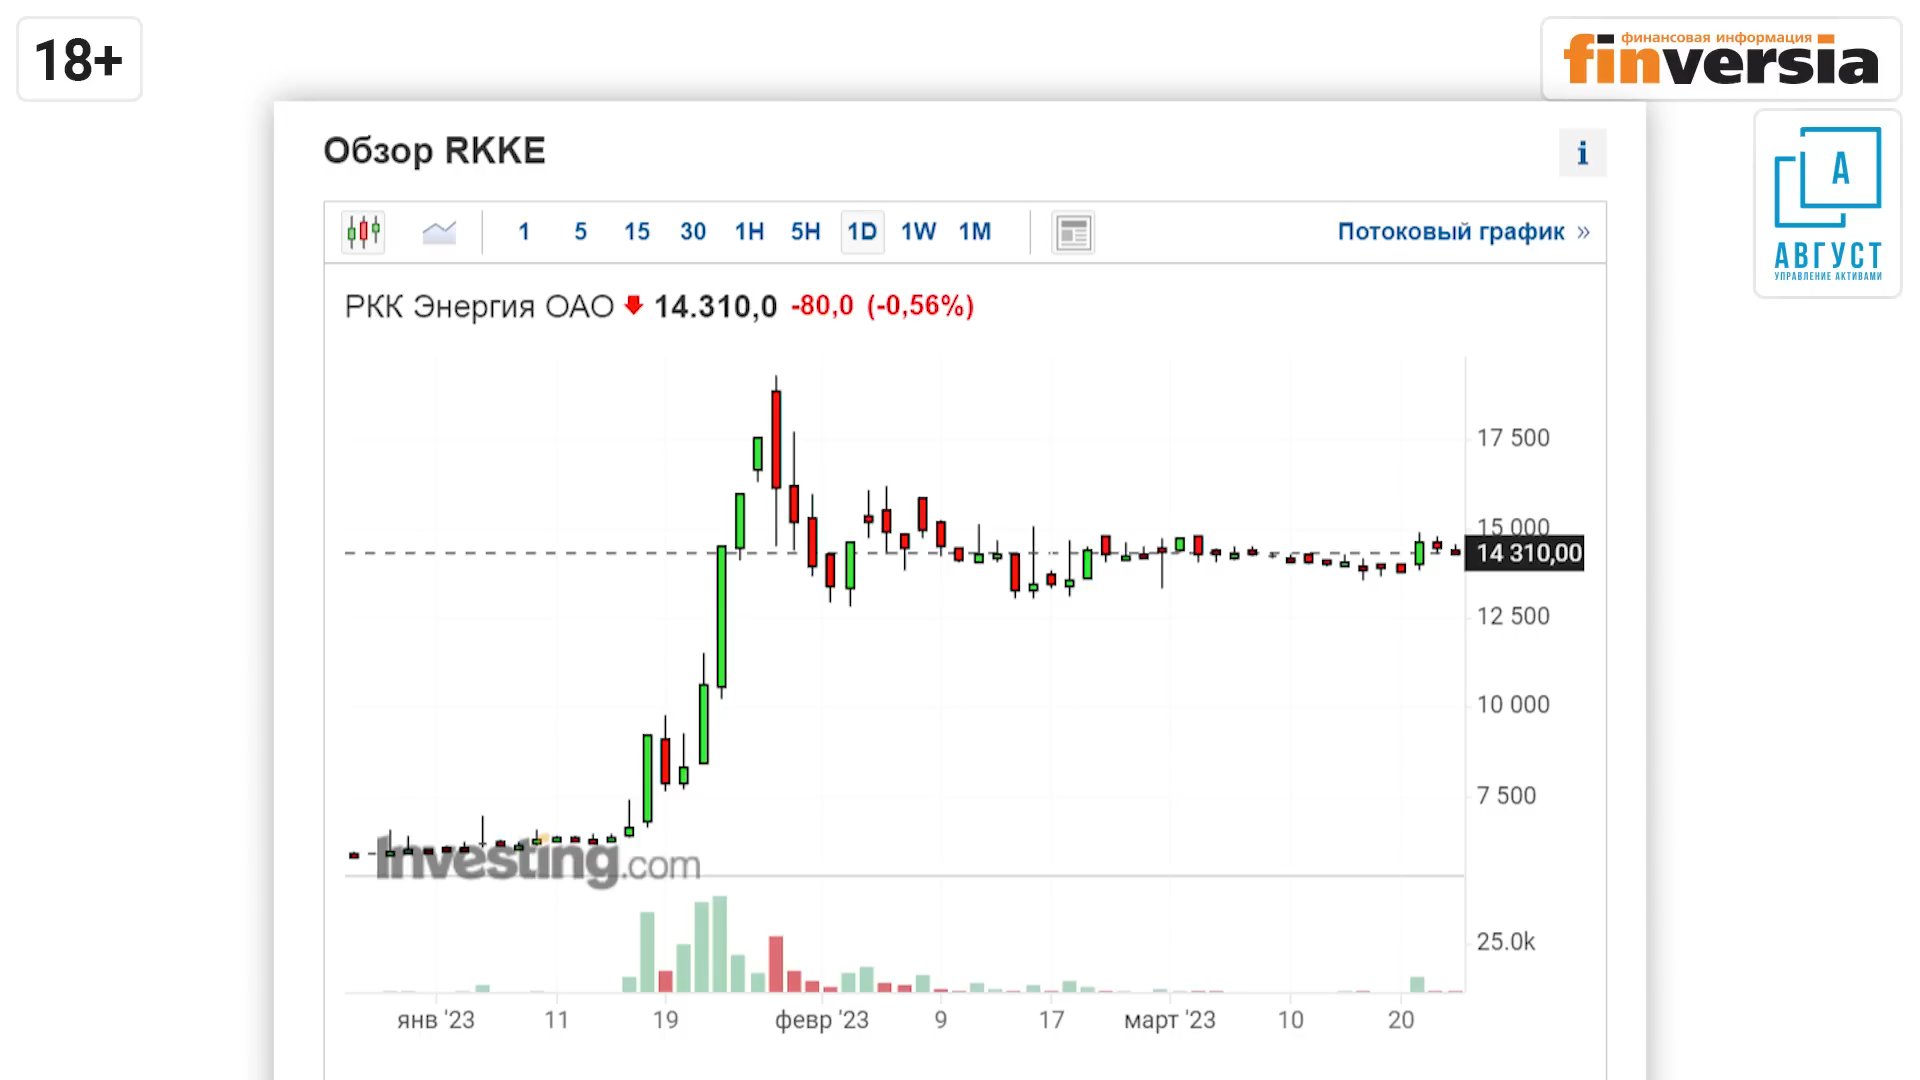 18+
финансовая информация
finversia
А
АВГУСТ
УПРАВЛЕНИЕ АКТИВАМИ
Обзор RKKE
i
1 5 15 30 1H 5H 1D 1W 1M
Потоковый график »
РКК Энергия ОАО 14.310,0 -80,0 (-0,56%)
17 500
15 000
14 310,00
12 500
10 000
7 500
Investing.com
25.0k
янв '23 11 19 февр '23 9 17 март '23 10 20